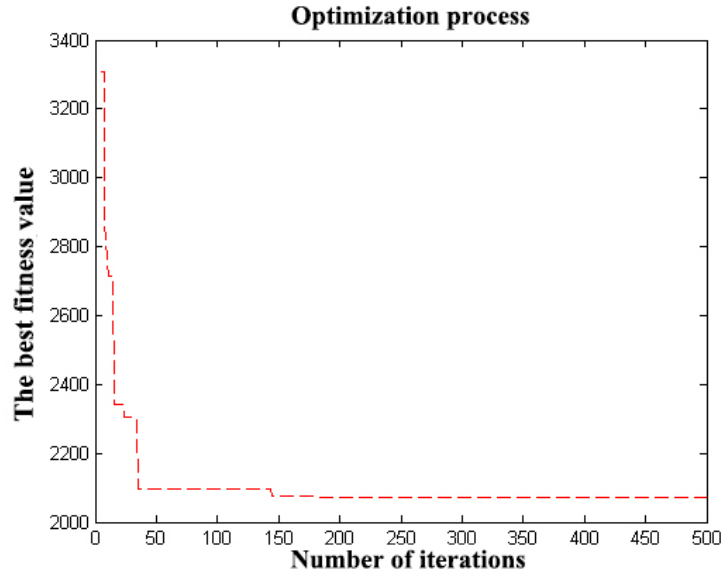 Optimization process
3400
3200
3000
2800
2600
2400
2200
2000
The best fitness value
0 50 100 150 200 250 300 350 400 450 500
Number of iterations